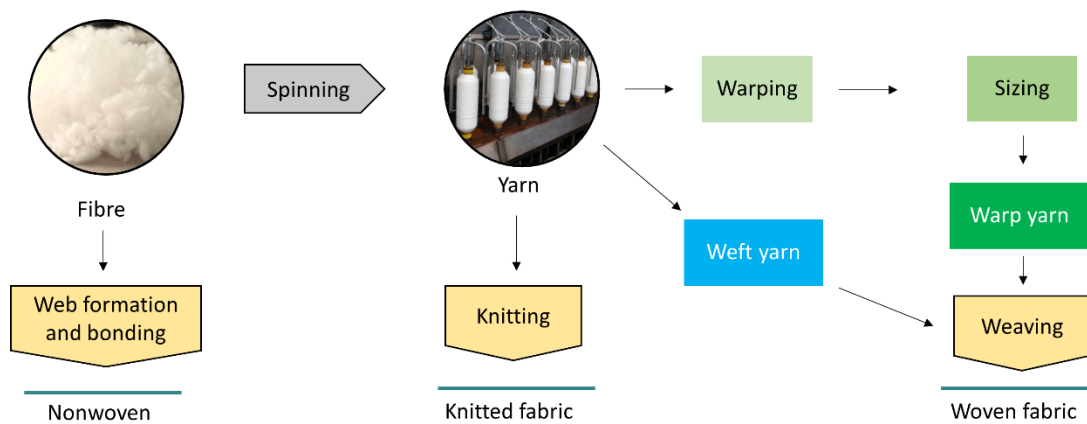 Spinning
Warping
Sizing
Yarn
Fibre
Warp yarn
Weft yarn
Web formation
and bonding
Knitting
Weaving
Nonwoven
Knitted fabric
Woven fabric